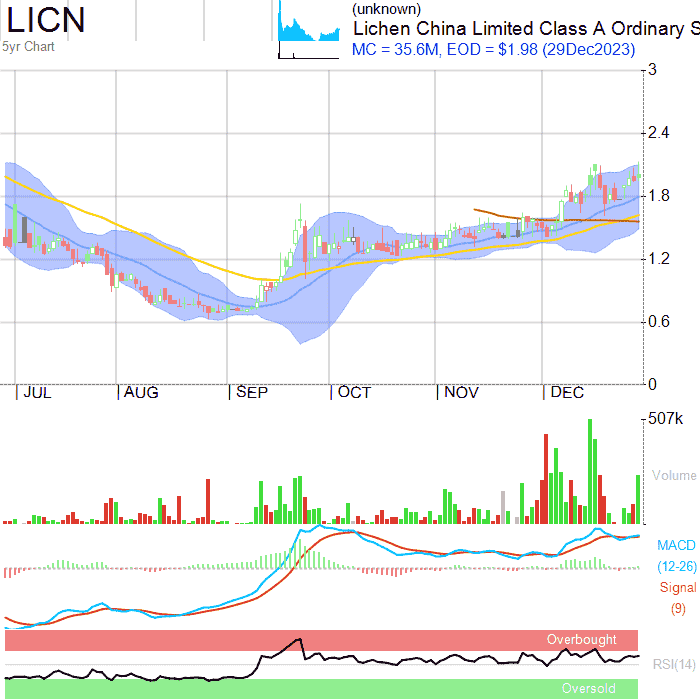 LICN
5yr Chart
(unknown)
Lichen China Limited Class A Ordinary S
MC = 35.6M, EOD = $1.98 (29Dec2023)
3
2.4
1.8
1.2
0.6
0
JUL
AUG
SEP
OCT
NOV
DEC
507k
Volume
MACD
(12-26)
Signal
(9)
Overbought
RSI(14)
Oversold